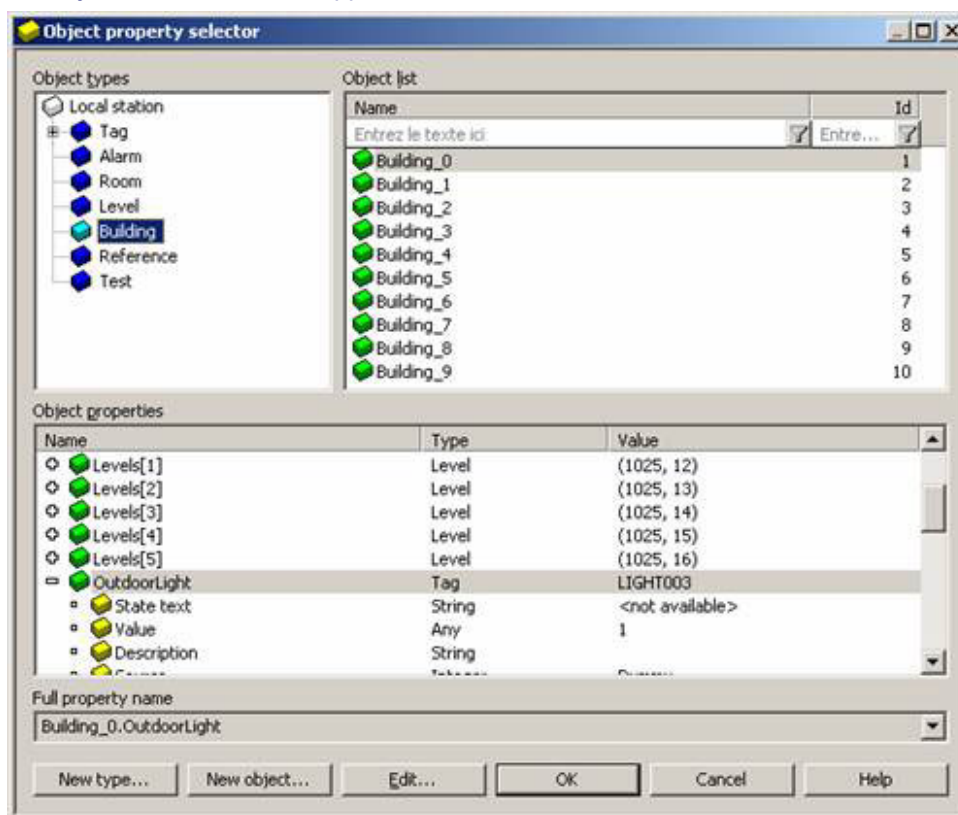 Object property selector
Object types
Local station
Tag
Alarm
Room
Level
Building
Reference
Test
Object list
Name Id
Entrez le texte ici Entre...
Building_0 1
Building_1 2
Building_2 3
Building_3 4
Building_4 5
Building_5 6
Building_6 7
Building_7 8
Building_8 9
Building_9 10
Object properties
Name Type Value
Levels[1] Level (1025, 12)
Levels[2] Level (1025, 13)
Levels[3] Level (1025, 14)
Levels[4] Level (1025, 15)
Levels[5] Level (1025, 16)
OutdoorLight Tag LIGHT003
State text String <not available>
Value Any 1
Description String
Full property name
Building_0.OutdoorLight
New type... New object... Edit... OK Cancel Help